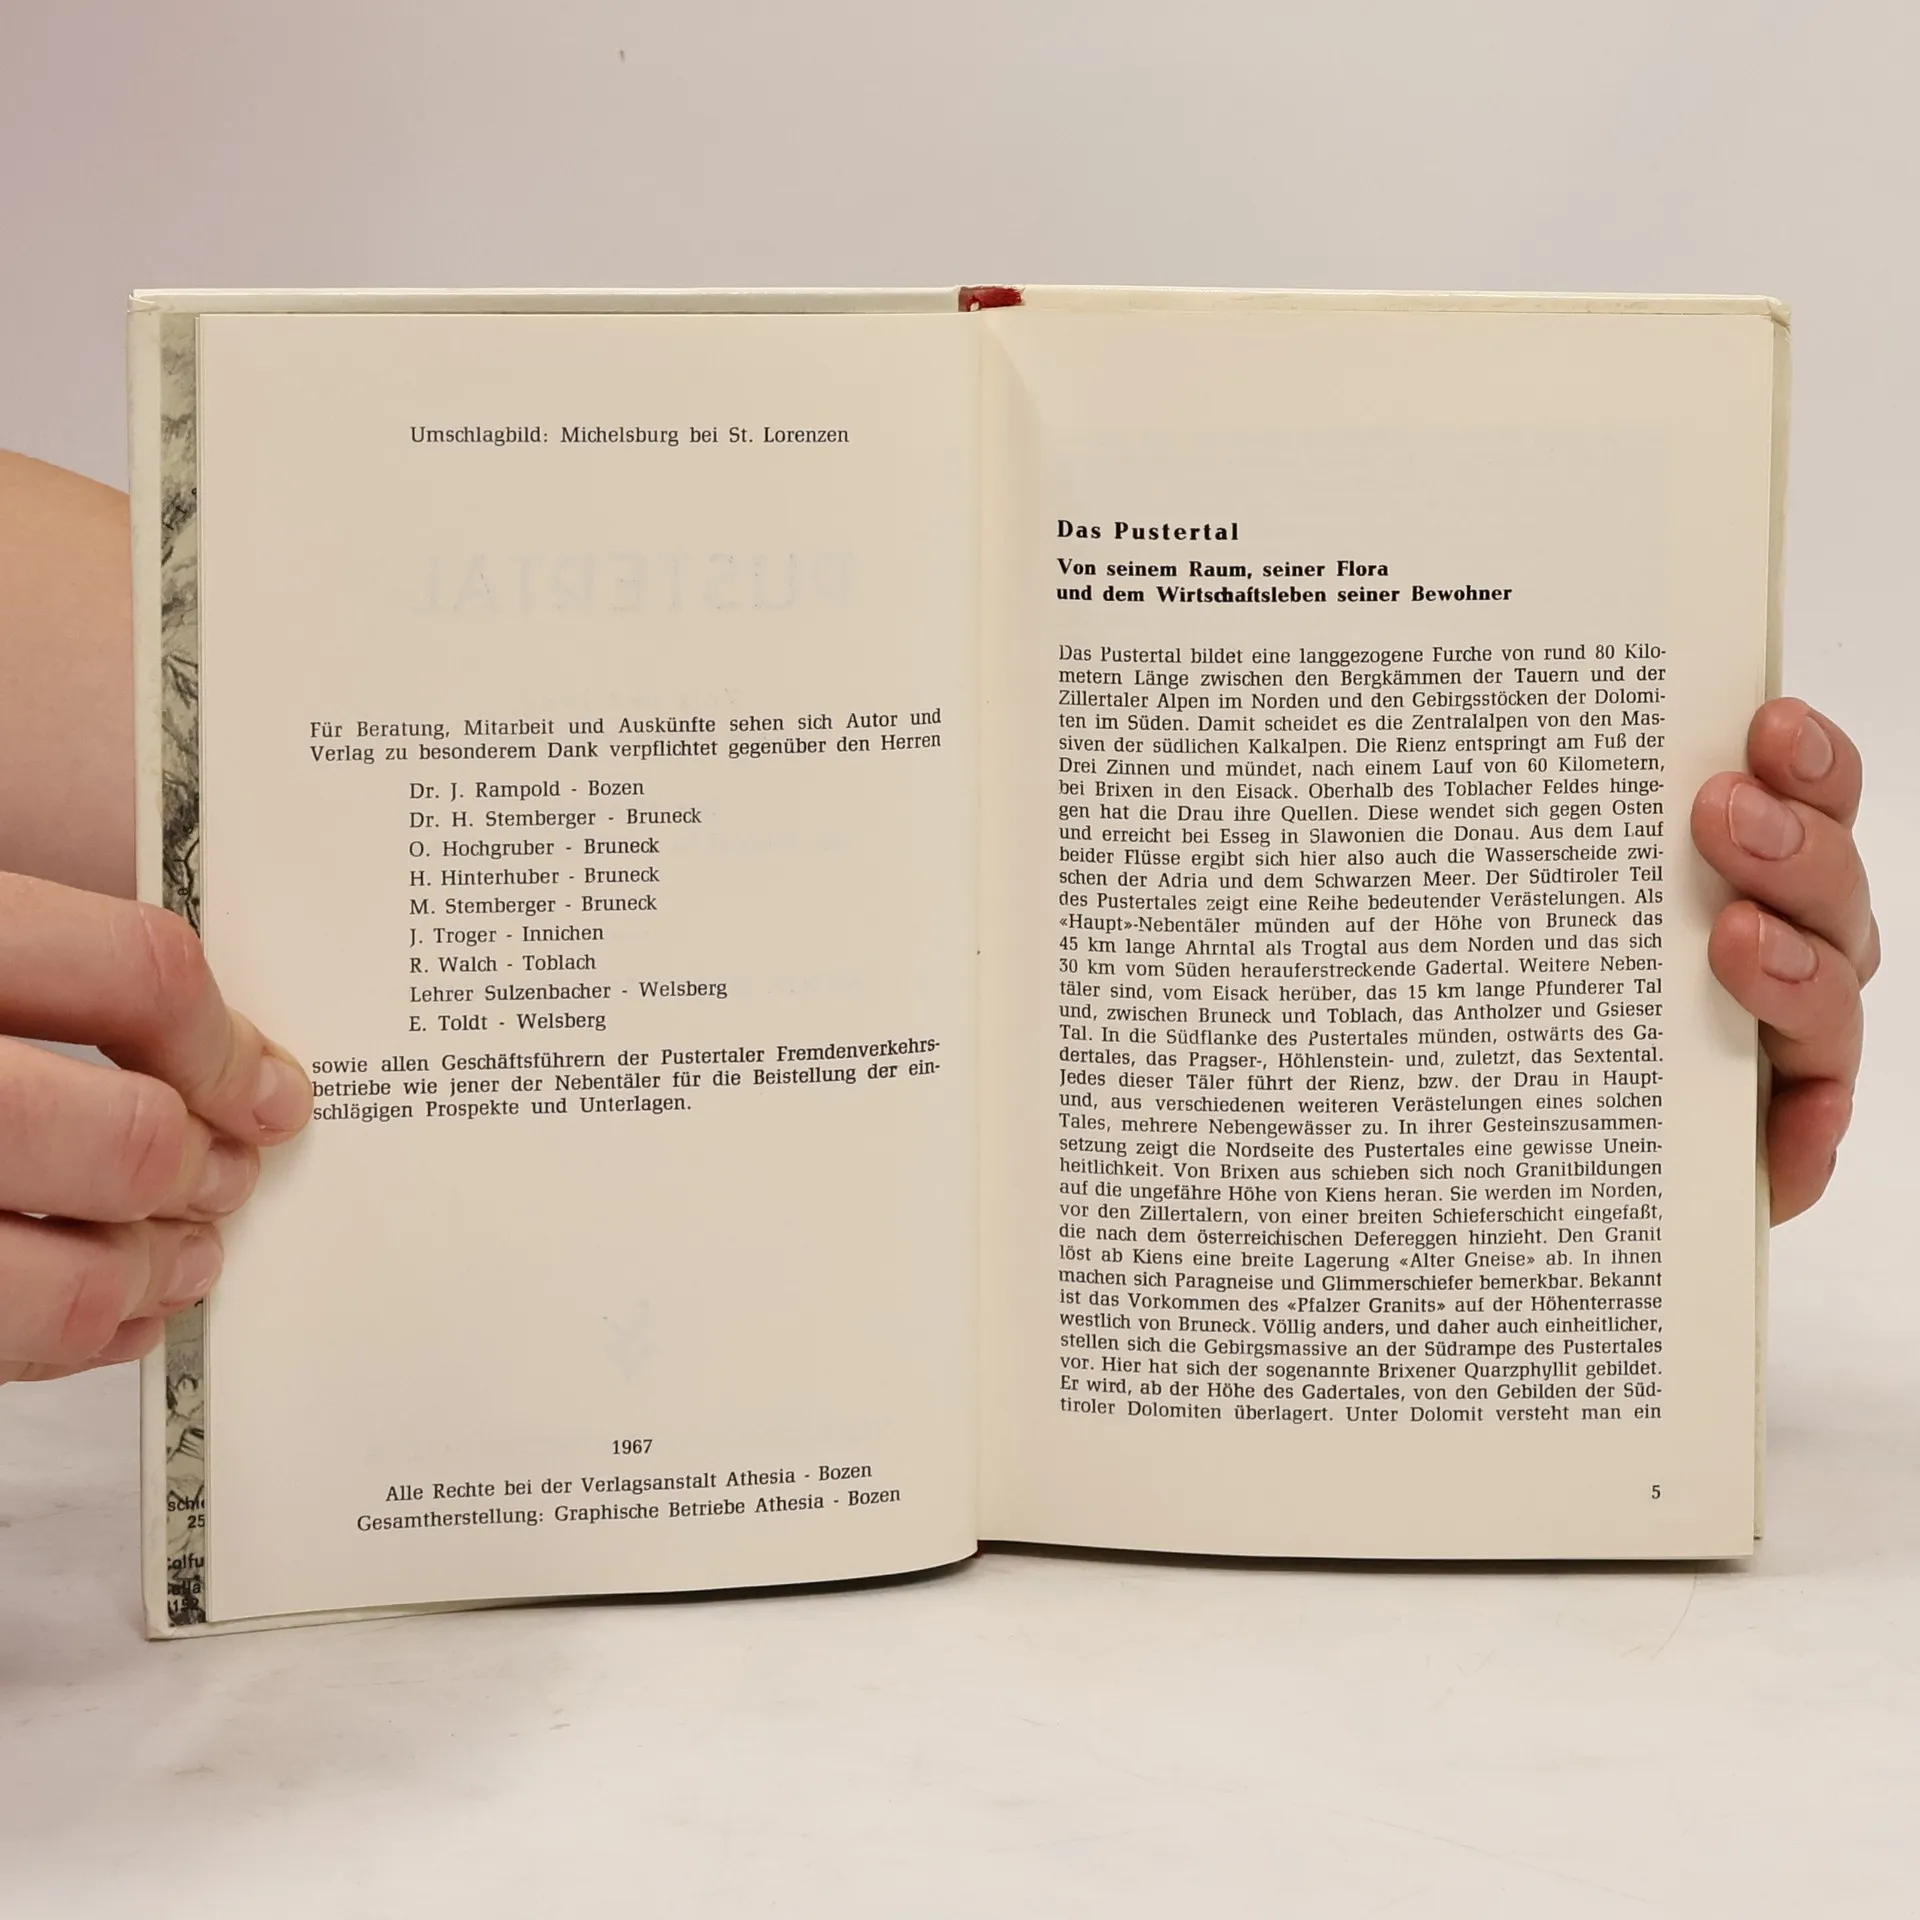 Umschlagbild: Michelsburg bei St. Lorenzen
Für Beratung, Mitarbeit und Auskünfte sehen sich Autor und
Verlag zu besonderem Dank verpflichtet gegenüber den Herren
Dr. J. Rampold - Bozen
Dr. H. Stemberger - Bruneck
O. Hochgruber - Bruneck
H. Hinterhuber - Bruneck
M. Stemberger - Bruneck
J. Troger - Innichen
R. Walch - Toblach
Lehrer Sulzenbacher - Welsberg
E. Toldt - Welsberg
sowie allen Geschäftsführern der Pustertaler Fremdenverkehrs-
betriebe wie jener der Nebentäler für die Beistellung der ein-
schlägigen Prospekte und Unterlagen.
1967
Alle Rechte bei der Verlagsanstalt Athesia - Bozen
Gesamtherstellung: Graphische Betriebe Athesia - Bozen
Das Pustertal
Von seinem Raum, seiner Flora
und dem Wirtschaftsleben seiner Bewohner
Das Pustertal bildet eine langgezogene Furche von rund 80 Kilo-
metern Länge zwischen den Bergkämmen der Tauern und der
Zillertaler Alpen im Norden und den Gebirgsstöcken der Dolomi-
ten im Süden. Damit scheidet es die Zentralalpen von den Mas-
siven der südlichen Kalkalpen. Die Rienz entspringt am Fuß der
Drei Zinnen und mündet, nach einem Lauf von 60 Kilometern,
bei Brixen in den Eisack. Oberhalb des Toblacher Feldes hinge-
gen hat die Drau ihre Quellen. Diese wendet sich gegen Osten
und erreicht bei Esseg in Slawonien die Donau. Aus dem Lauf
beider Flüsse ergibt sich hier also auch die Wasserscheide zwi-
schen der Adria und dem Schwarzen Meer. Der Südtiroler Teil
des Pustertales zeigt eine Reihe bedeutender Verästelungen. Als
«Haupt»-Nebentäler münden auf der Höhe von Bruneck das
45 km lange Ahrntal als Trogtal aus dem Norden und das sich
30 km vom Süden herauferstreckende Gadertal. Weitere Neben-
täler sind, vom Eisack herüber, das 15 km lange Pfunderer Tal
und, zwischen Bruneck und Toblach, das Antholzer und Gsieser
Tal. In die Südflanke des Pustertales münden, ostwärts des Ga-
dertales, das Pragser-, Höhlenstein- und, zuletzt, das Sextental.
Jedes dieser Täler führt der Rienz, bzw. der Drau in Haupt-
und, aus verschiedenen weiteren Verästelungen eines solchen
Tales, mehrere Nebengewässer zu. In ihrer Gesteinszusammen-
setzung zeigt die Nordseite des Pustertales eine gewisse Unein-
heitlichkeit. Von Brixen aus schieben sich noch Granitbildungen
auf die ungefähre Höhe von Kiens heran. Sie werden im Norden,
vor den Zillertalern, von einer breiten Schieferschicht eingefaßt,
die nach dem österreichischen Defereggen hinzieht. Den Granit
löst ab Kiens eine breite Lagerung «Alter Gneise» ab. In ihnen
machen sich Paragneise und Glimmerschiefer bemerkbar. Bekannt
ist das Vorkommen des «Pfalzer Granits» auf der Höhenterrasse
westlich von Bruneck. Völlig anders, und daher auch einheitlicher,
stellen sich die Gebirgsmassive an der Südrampe des Pustertales
vor. Hier hat sich der sogenannte Brixener Quarzphyllit gebildet.
Er wird, ab der Höhe des Gadertales, von den Gebilden der Süd-
tiroler Dolomiten überlagert. Unter Dolomit versteht man ein
5